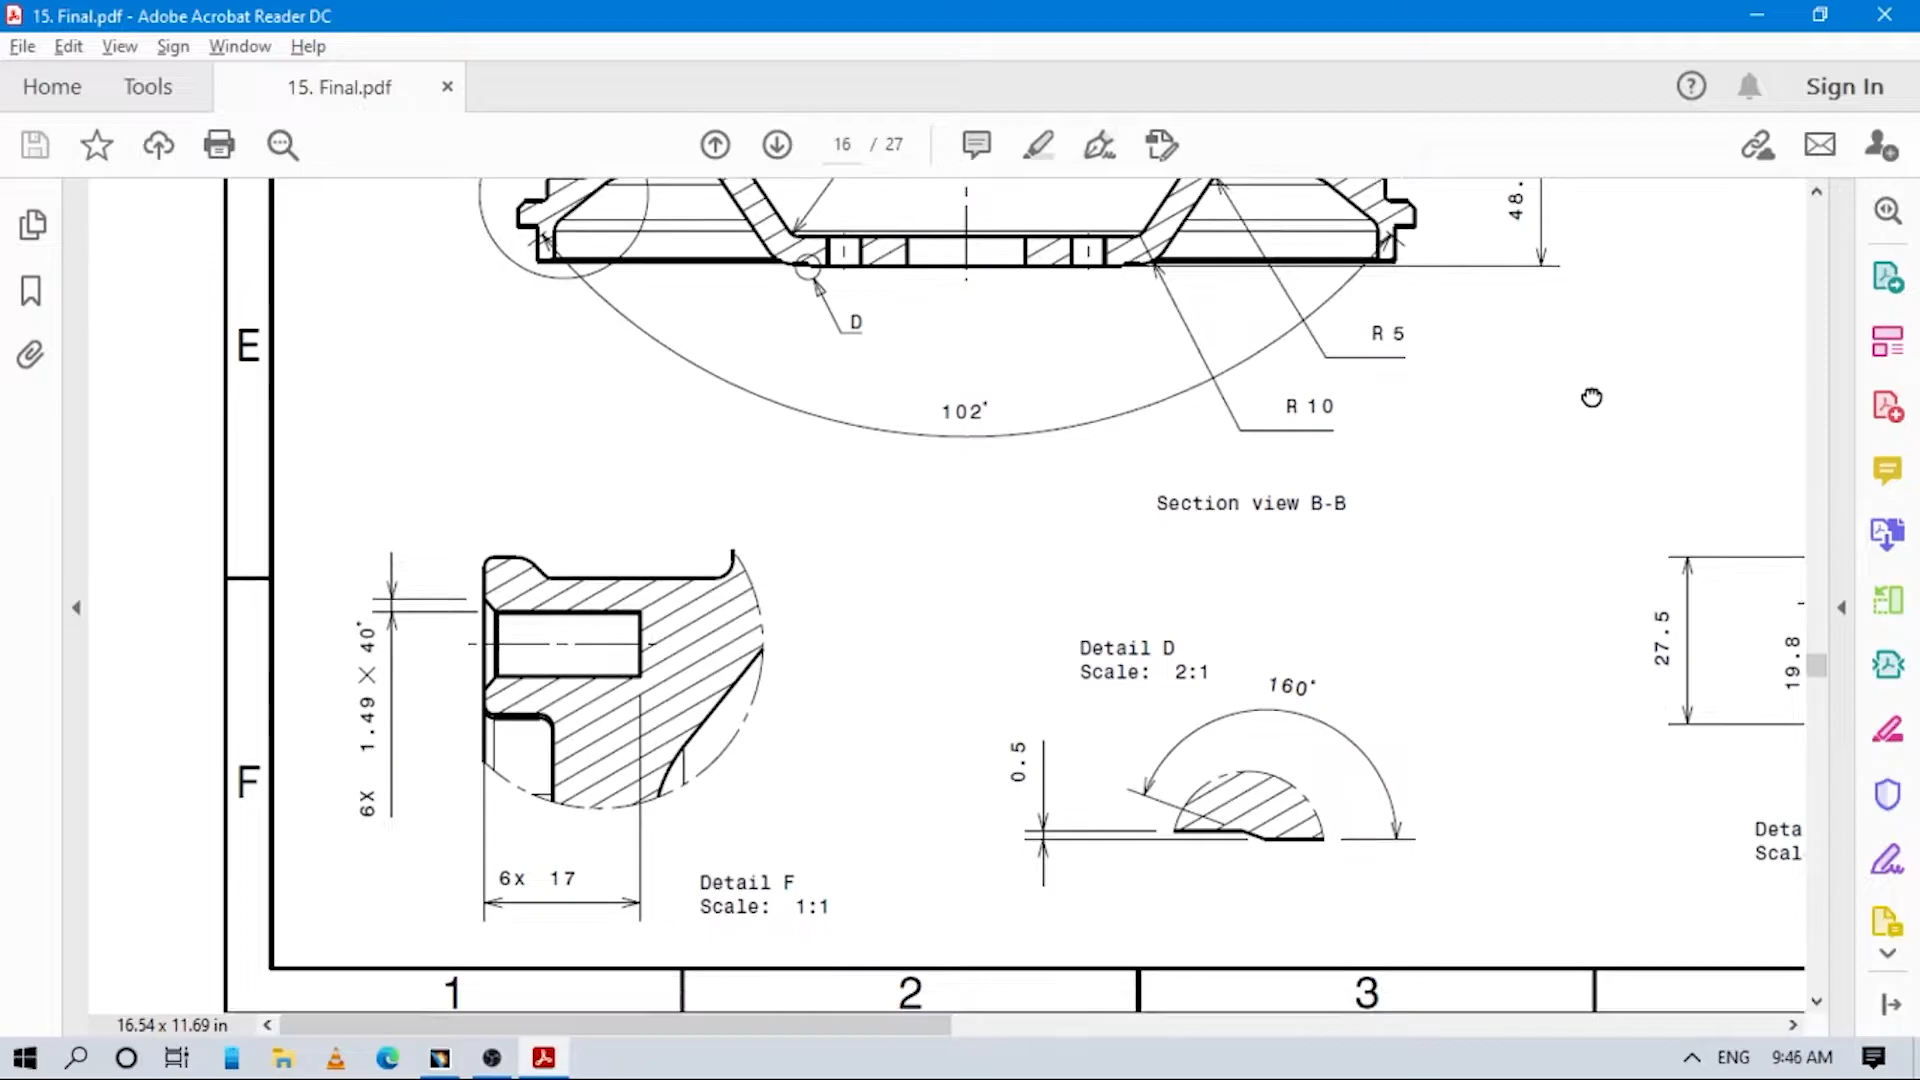 15. Final.pdf - Adobe Acrobat Reader DC
File Edit View Sign Window Help
Home Tools 15. Final.pdf × Sign In
16 / 27
48.
D
R 5
R 10
102°
E
Section view B-B
6X 1.49 × 40°
6x 17
Detail F
Scale: 1:1
Detail D
Scale: 2:1
160°
0.5
27.5
19.8
Deta
Scal
F
1 2 3
16.54 x 11.69 in
ENG 9:46 AM